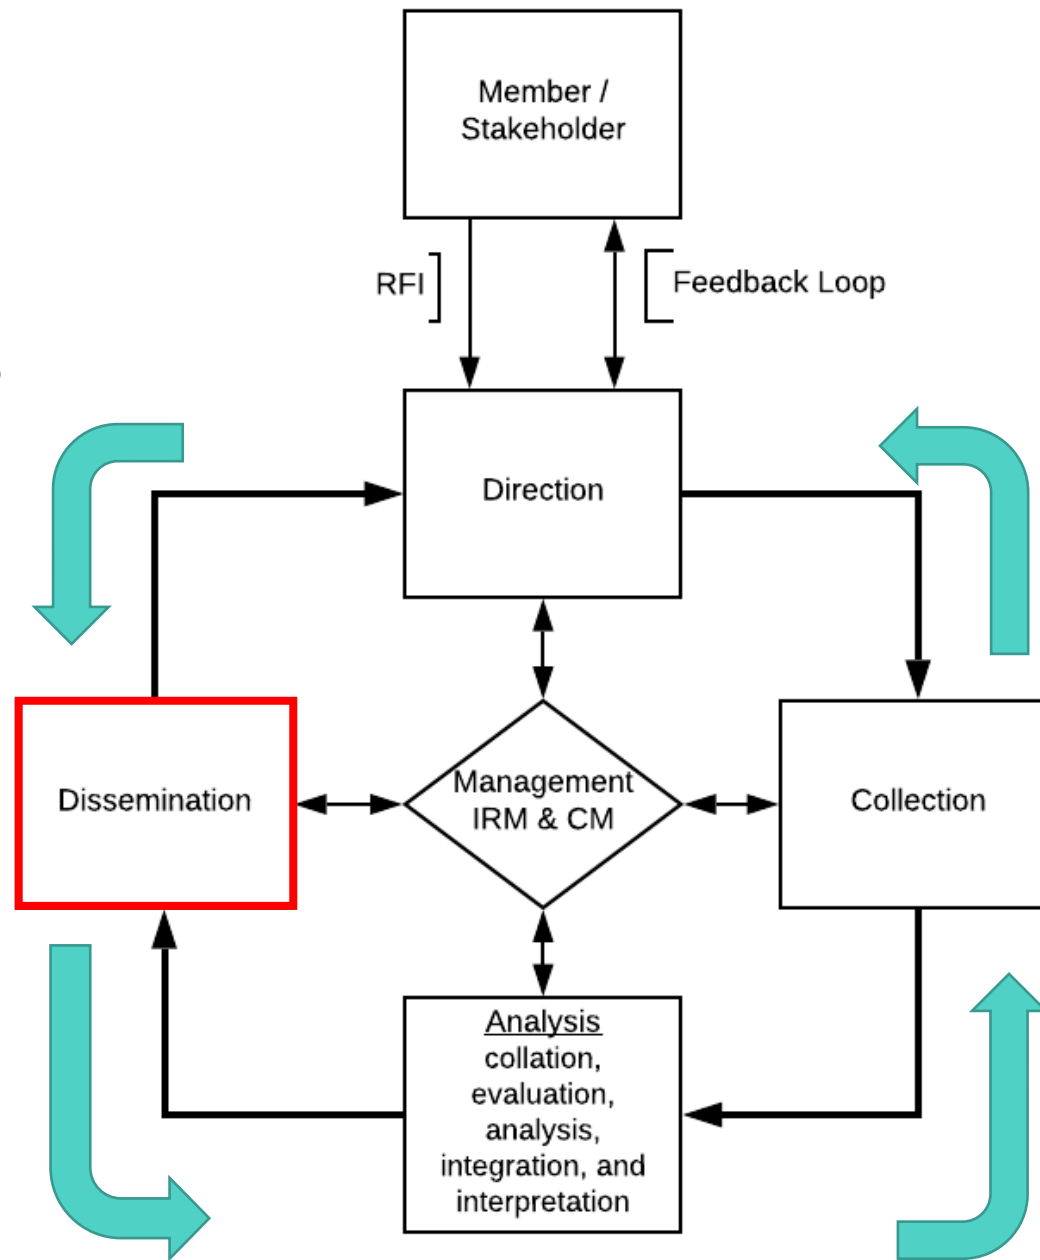 Member /
Stakeholder
RFI
Feedback Loop
Direction
Dissemination
Management
IRM & CM
Collection
Analysis
collation,
evaluation,
analysis,
integration, and
interpretation